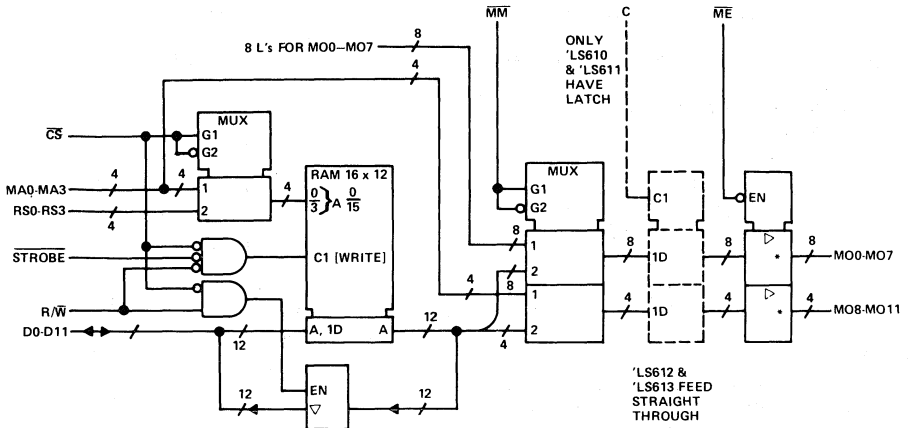 MM
C
ME
8 L's FOR MO0–MO7
8
4
ONLY
'LS610
& 'LS611
HAVE
LATCH
MUX
CS
G1
G2
MA0-MA3
4
4
1
4
RS0-RS3
4
2
RAM 16 x 12
0
3
} A
0
15
MUX
G1
G2
C1
EN
STROBE
C1 [WRITE]
8
1
8
1D
8
▷
*
8
MO0-MO7
2
R/W
4
8
1
4
1D
4
▷
*
4
MO8-MO11
D0-D11
12
A, 1D
A
12
4
2
12
EN
▽
12
'LS612 &
'LS613 FEED
STRAIGHT
THROUGH